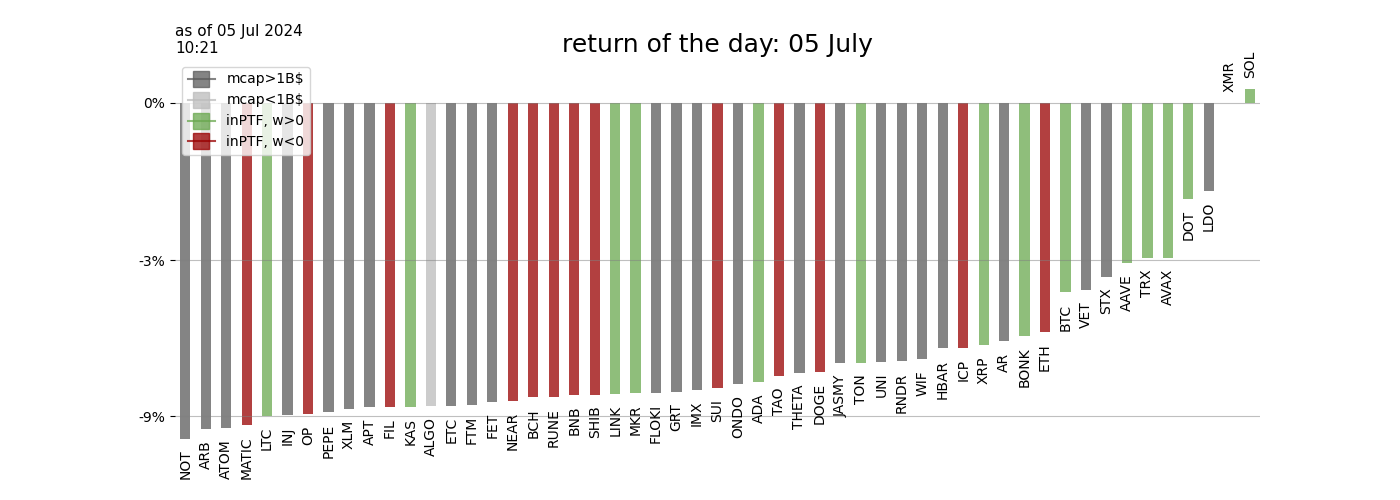 as of 05 Jul 2024
10:21
return of the day: 05 July
mcap>1B$
mcap<1B$
inPTF, w>0
inPTF, w<0
0%
-3%
-9%
NOT
ARB
ATOM
MATIC
LTC
INJ
OP
PEPE
XLM
APT
FIL
KAS
ALGO
ETC
FTM
FET
NEAR
BCH
RUNE
BNB
SHIB
LINK
MKR
FLOKI
GRT
IMX
SUI
ONDO
ADA
TAO
THETA
DOGE
JASMY
TON
UNI
RNDR
WIF
HBAR
ICP
XRP
AR
BONK
ETH
BTC
VET
STX
AAVE
TRX
AVAX
DOT
LDO
XMR
SOL